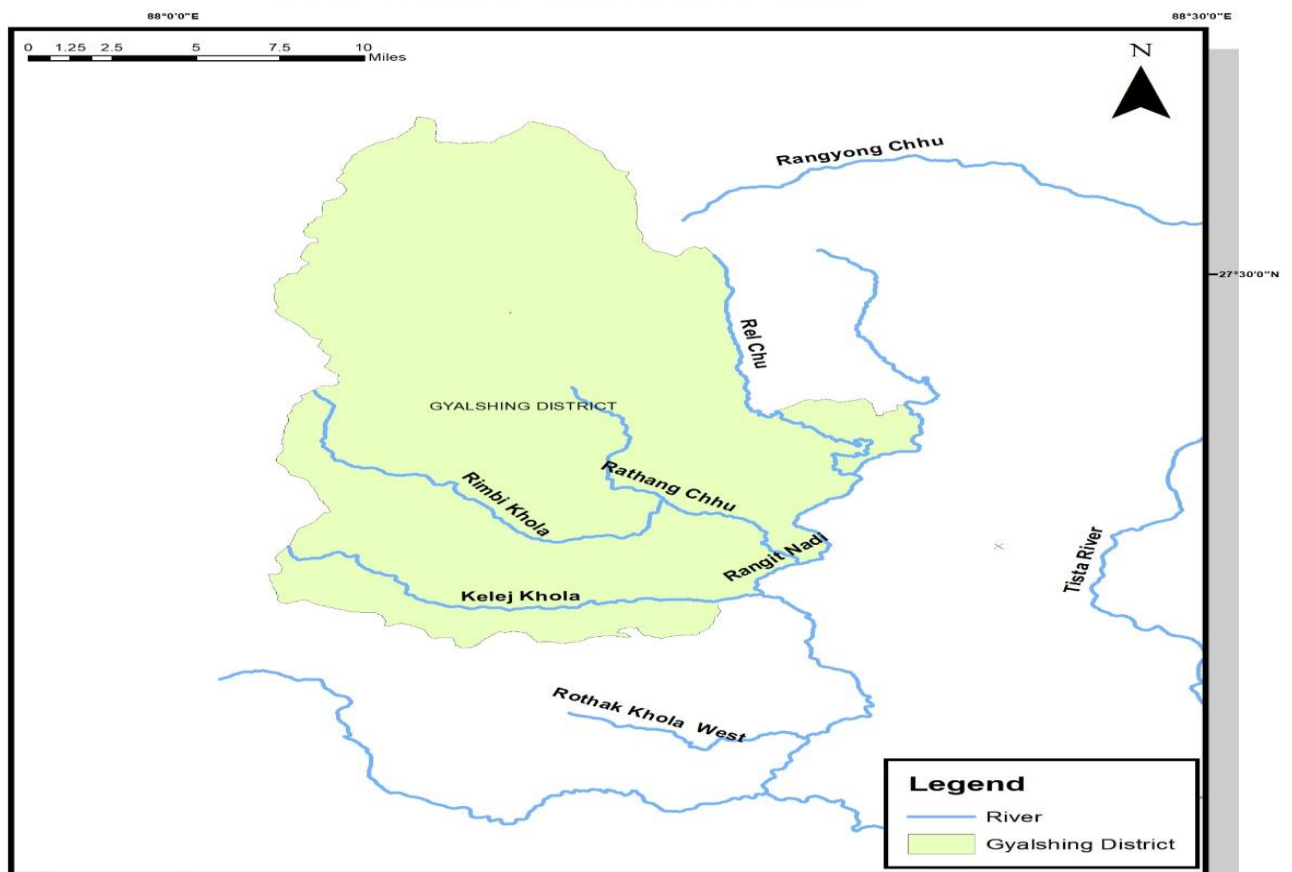 88°0'0"E
88°30'0"E
0 1.25 2.5 5 7.5 10
Miles
N
Rangyong Chhu
27°30'0"N
Rel Chu
GYALSHING DISTRICT
Rathang Chhu
Rimbi Khola
Rangit Nadi
Tista River
Kelej Khola
Rothak Khola West
Legend
River
Gyalshing District